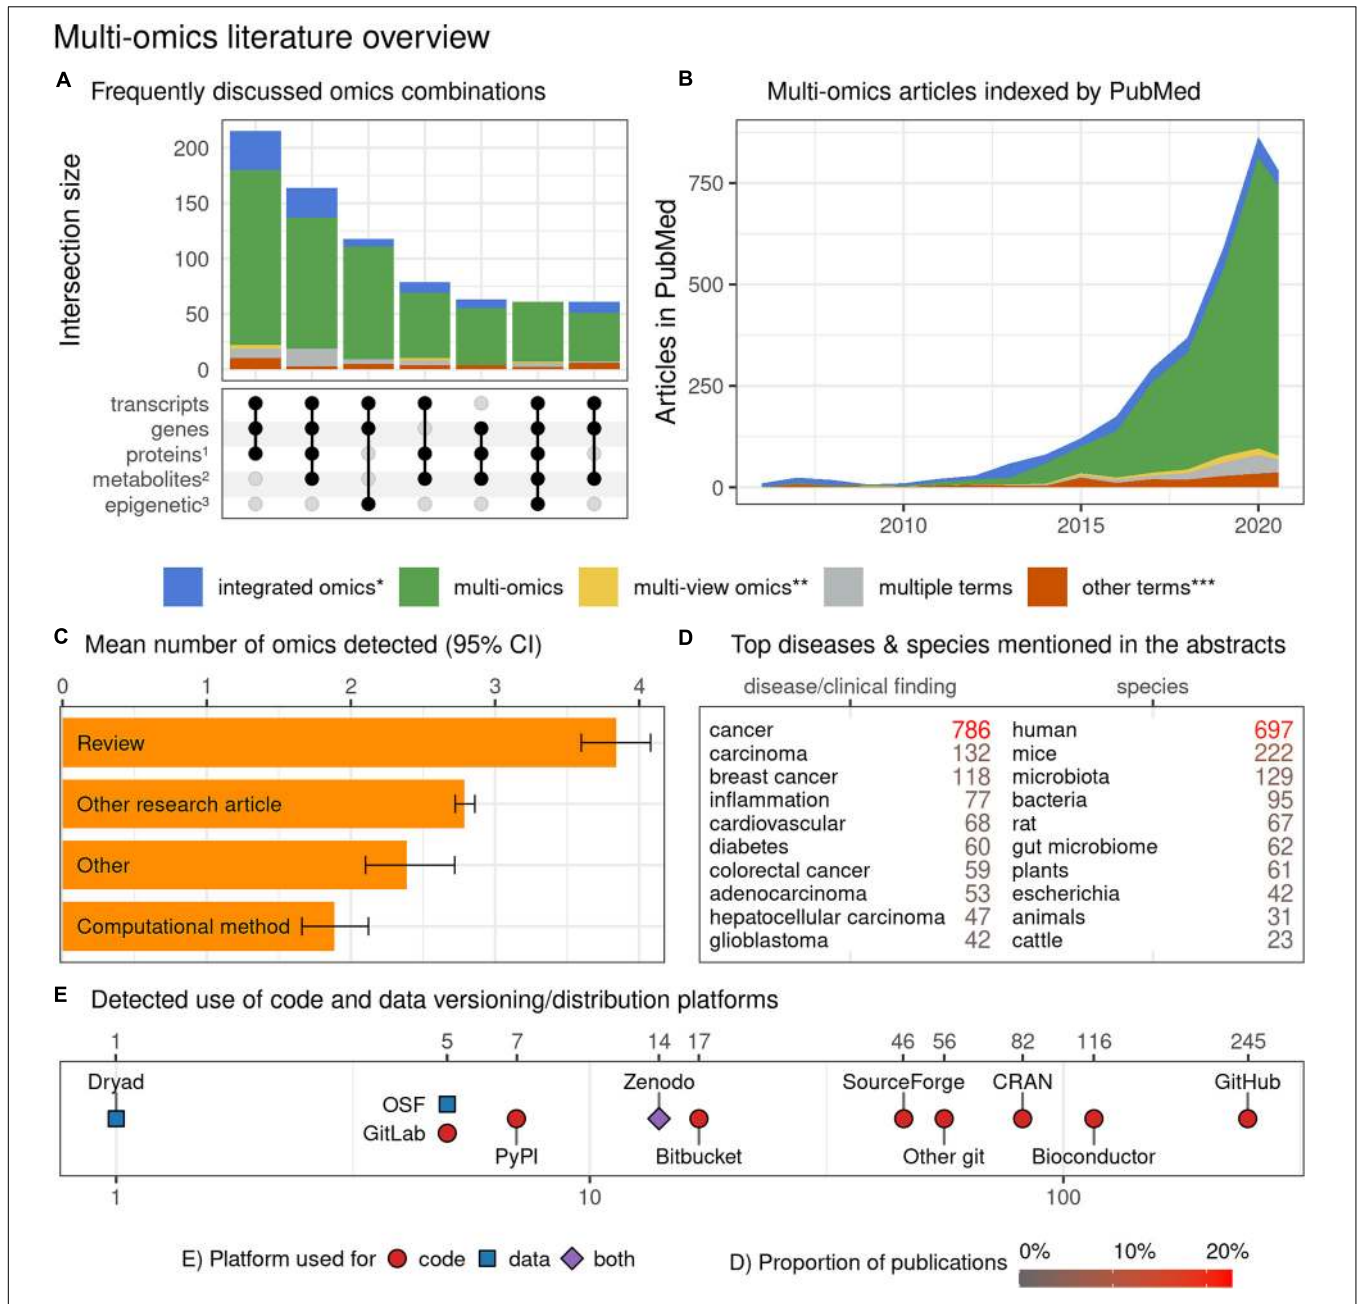 Multi-omics literature overview
A Frequently discussed omics combinations
Intersection size
200
150
100
50
0
transcripts
genes
proteins¹
metabolites²
epigenetic³
B Multi-omics articles indexed by PubMed
Articles in PubMed
750
500
250
0
2010 2015 2020
integrated omics* multi-omics multi-view omics** multiple terms other terms***
C Mean number of omics detected (95% CI)
0 1 2 3 4
Review
Other research article
Other
Computational method
D Top diseases & species mentioned in the abstracts
disease/clinical finding species
cancer 786 human 697
carcinoma 132 mice 222
breast cancer 118 microbiota 129
inflammation 77 bacteria 95
cardiovascular 68 rat 67
diabetes 60 gut microbiome 62
colorectal cancer 59 plants 61
adenocarcinoma 53 escherichia 42
hepatocellular carcinoma 47 animals 31
glioblastoma 42 cattle 23
E Detected use of code and data versioning/distribution platforms
1 5 7 14 17 46 56 82 116 245
Dryad Zenodo SourceForge CRAN GitHub
OSF
GitLab
PyPI Bitbucket Other git Bioconductor
1 10 100
E) Platform used for code data both
D) Proportion of publications 0% 10% 20%